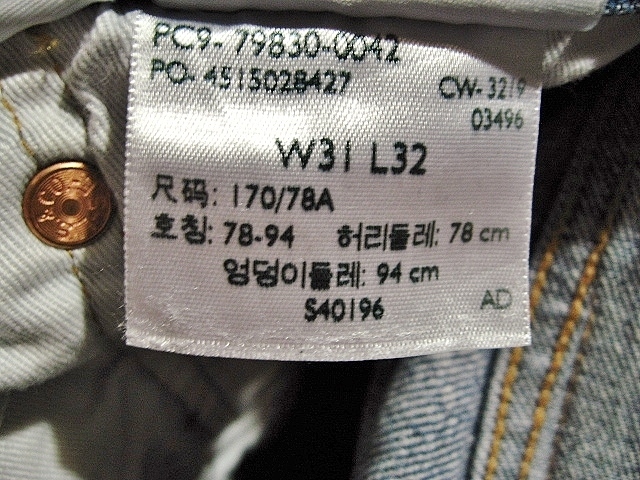 PC9- 79830-0042
PO- 4515028427
CW- 3219
03496
W31 L32
尺码: 170/78A
호칭: 78-94 허리둘레: 78 cm
엉덩이둘레: 94 cm
S40196
AD